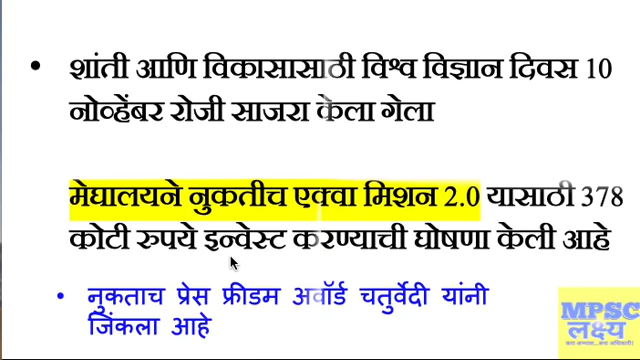 • शांती आणि विकासासाठी विश्व विज्ञान दिवस 10
नोव्हेंबर रोजी साजरा केला गेला
मेघालयने नुकतीच एक्वा मिशन 2.0 यासाठी 378
कोटी रुपये इन्वेस्ट करण्याची घोषणा केली आहे
• नुकताच प्रेस फ्रीडम अवॉर्ड चतुर्वेदी यांनी
जिंकला आहे
MPSC
लक्ष्य